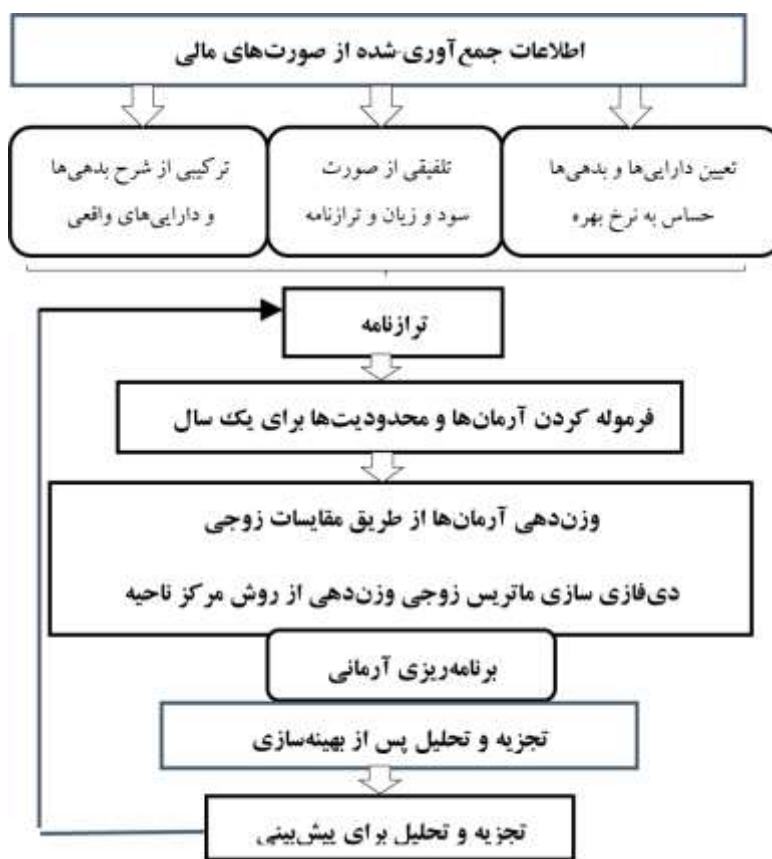 اطلاعات جمع‌آوری-شده از صورت‌های مالی
تعیین دارایی‌ها و بدهی‌ها
حساس به نرخ بهره
تلفیقی از صورت
سود و زیان و ترازنامه
ترکیبی از شرح بدهی‌ها
و دارایی‌های واقعی
ترازنامه
فرموله کردن آرمان‌ها و محدودیت‌ها برای یک سال
وزن‌دهی آرمان‌ها از طریق مقایسات زوجی
دی‌فازی سازی ماتریس زوجی وزن‌دهی از روش مرکز ناحیه
برنامه‌ریزی آرمانی
تجزیه و تحلیل پس از بهینه‌سازی
تجزیه و تحلیل برای پیش‌بینی